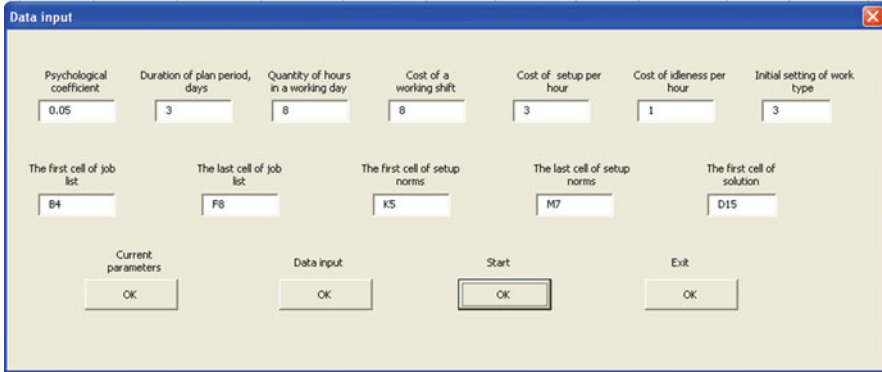 Data input
Psychological coefficient
Duration of plan period, days
Quantity of hours in a working day
Cost of a working shift
Cost of setup per hour
Cost of idleness per hour
Initial setting of work type
0.05
3
8
8
3
1
3
The first cell of job list
The last cell of job list
The first cell of setup norms
The last cell of setup norms
The first cell of solution
B4
F8
K5
M7
D15
Current parameters
Data input
Start
Exit
OK
OK
OK
OK